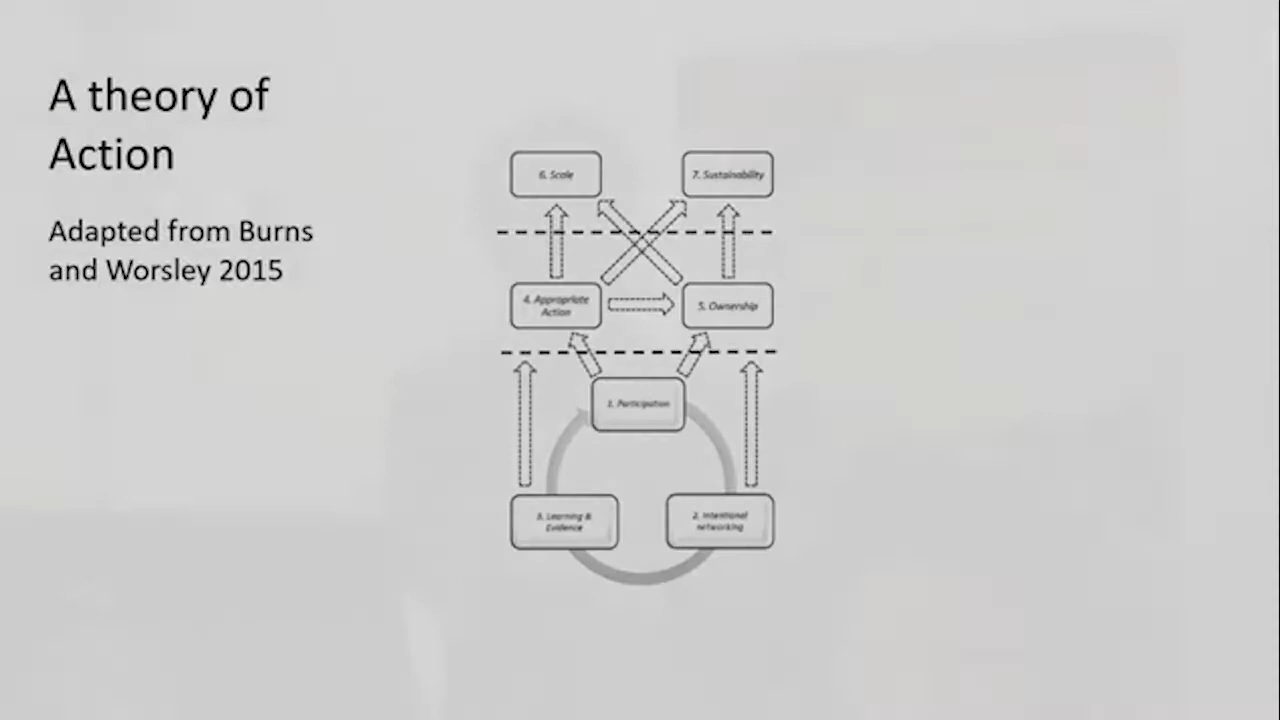 A theory of
Action
Adapted from Burns
and Worsley 2015
6. Scale
7. Sustainability
4. Appropriate
Action
5. Ownership
1. Participation
3. Learning &
Evidence
2. Intentional
networking